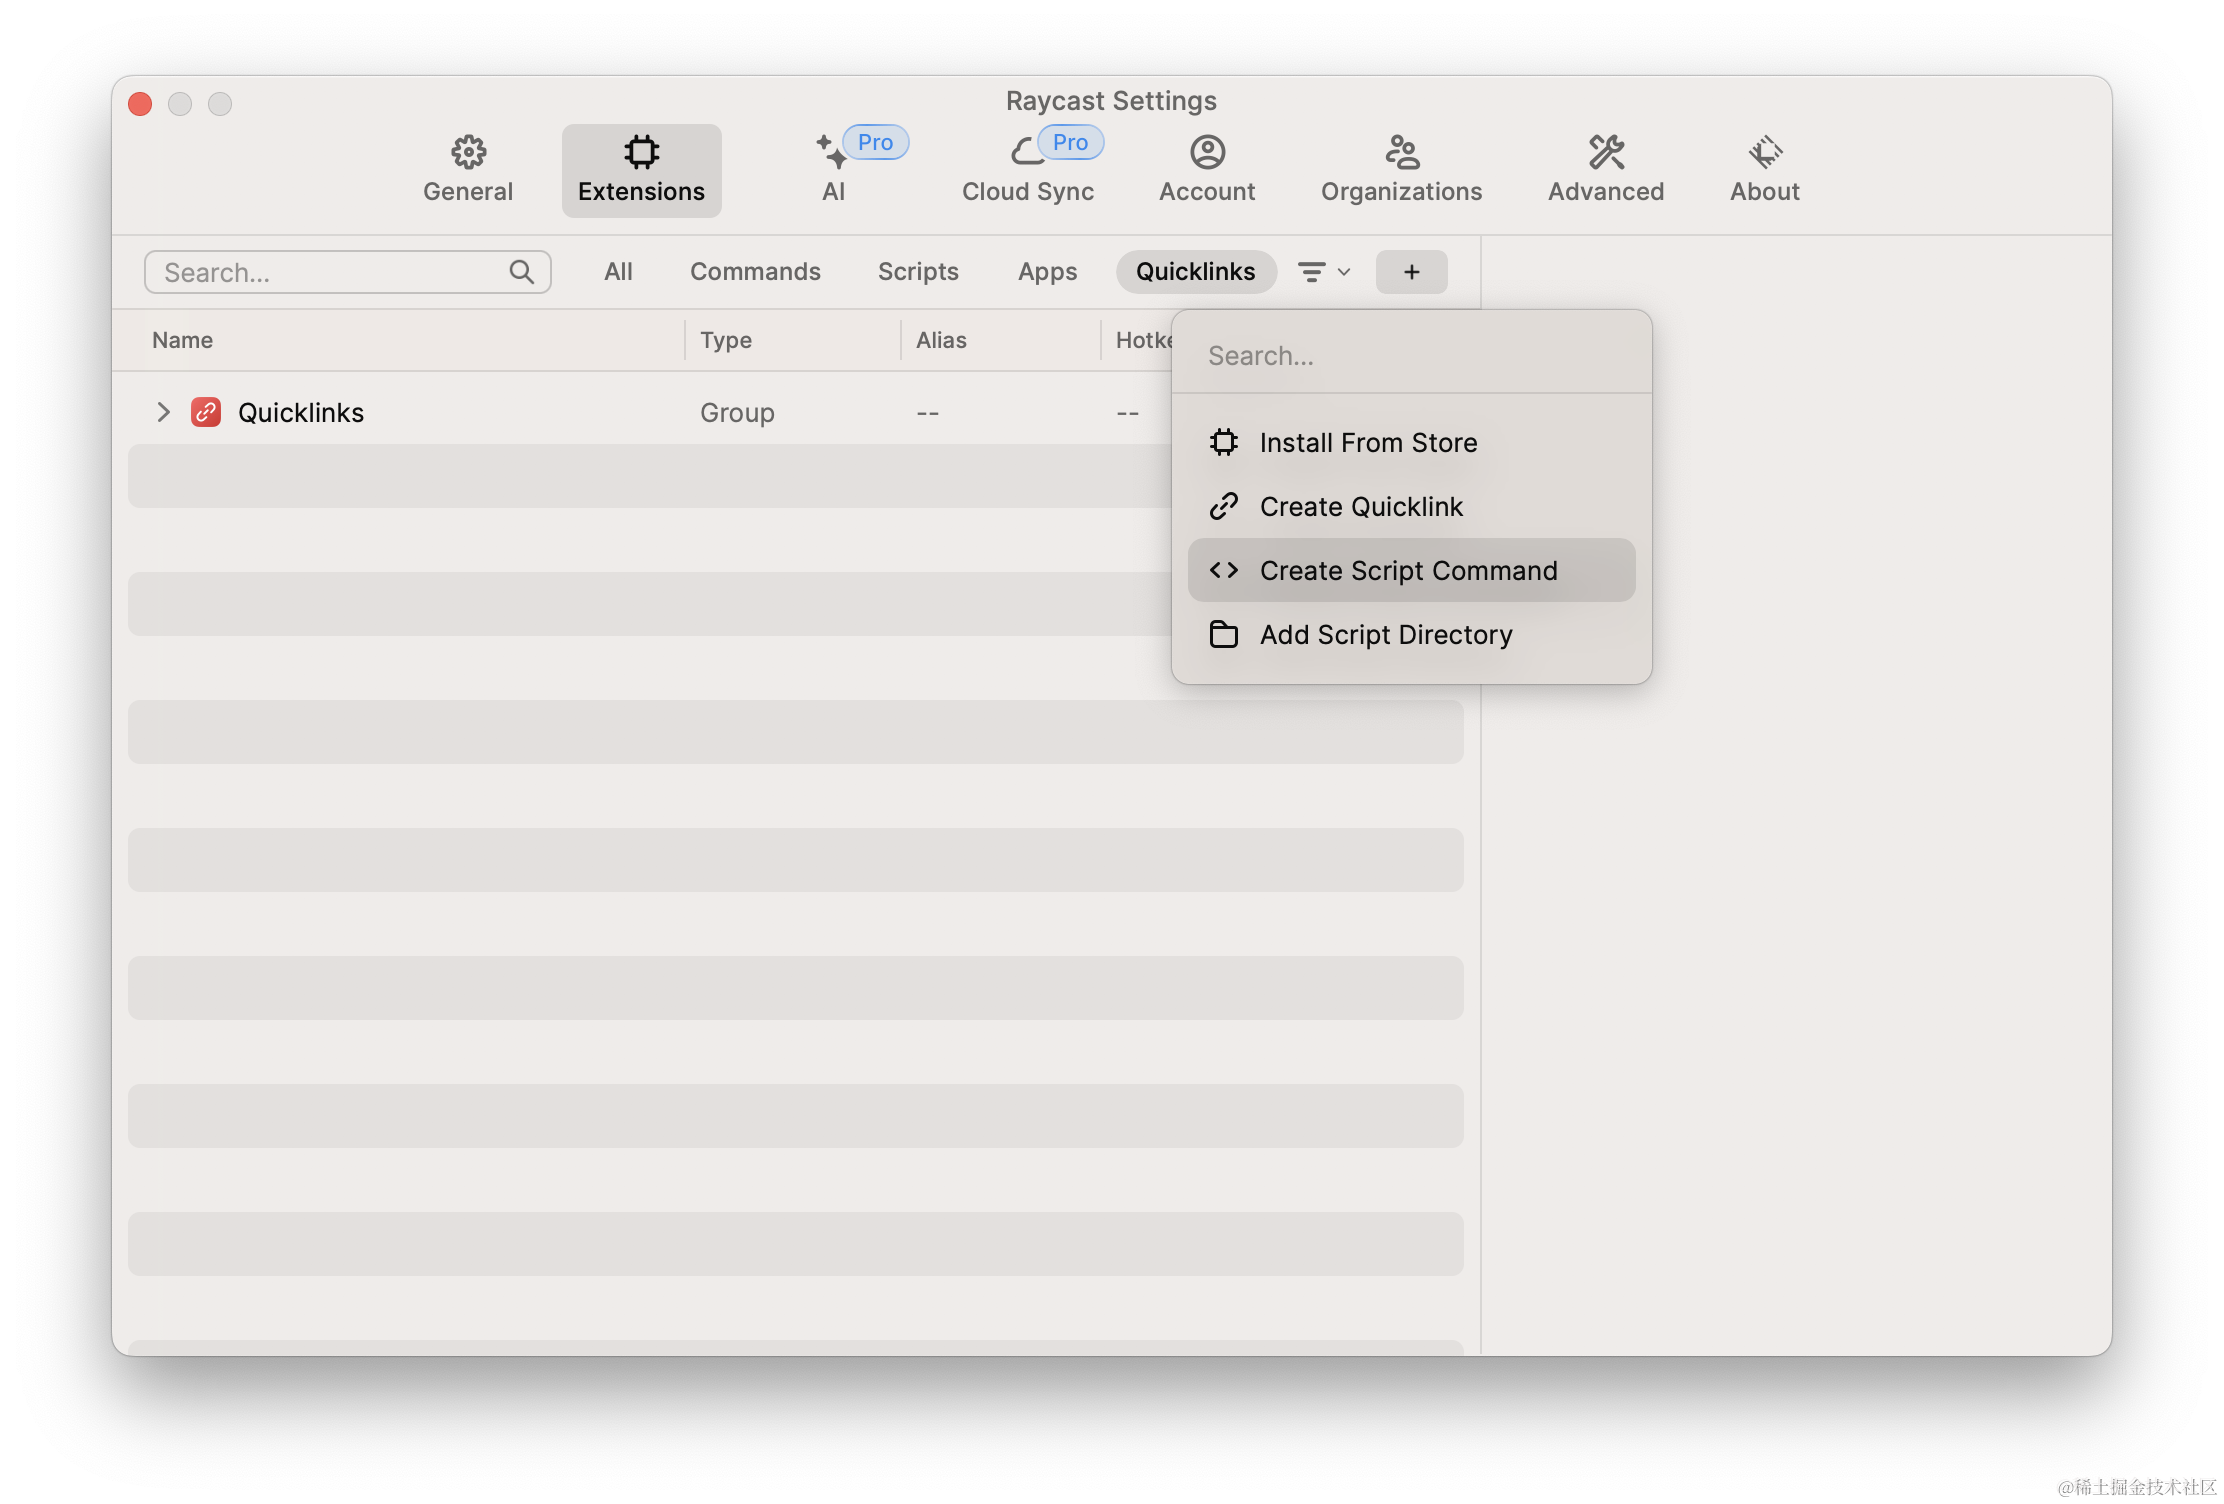 Raycast Settings
General
Extensions
Pro
AI
Pro
Cloud Sync
Account
Organizations
Advanced
About
Search...
All
Commands
Scripts
Apps
Quicklinks
+
Name
Type
Alias
Hotke
Quicklinks
Group
--
--
Search...
Install From Store
Create Quicklink
Create Script Command
Add Script Directory
@稀土掘金技术社区